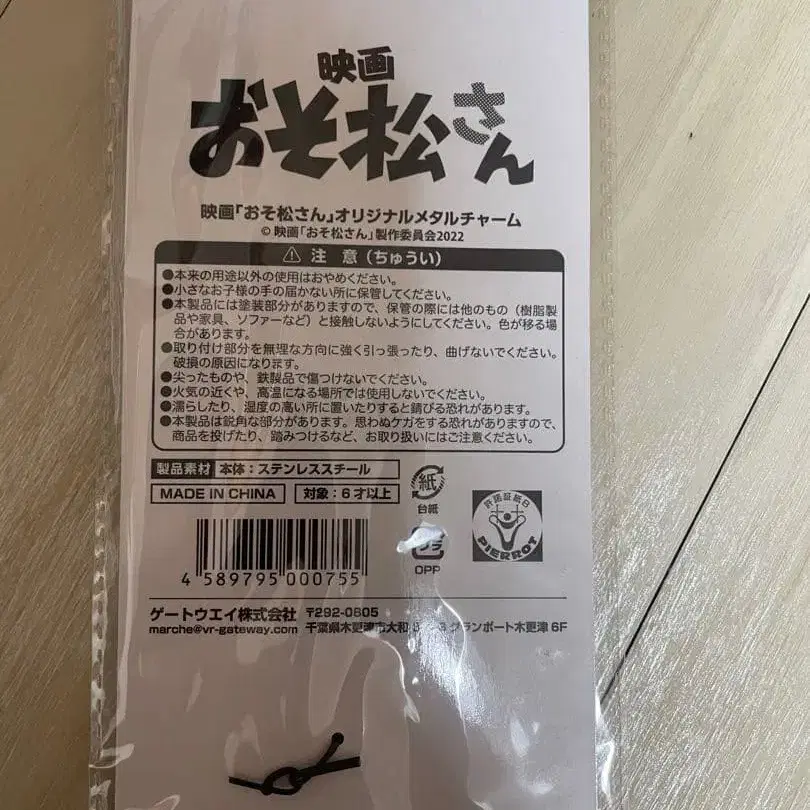 映画
おそ松さん
映画「おそ松さん」オリジナルメタルチャーム
© 映画「おそ松さん」製作委員会2022
⚠ 注 意（ちゅうい）
●本来の用途以外の使用はおやめください。
●小さなお子様の手の届かない所に保管してください。
●本製品には塗装部分がありますので、保管の際には他のもの（樹脂製
品や家具、ソファーなど）と接触しないようにしてください。色が移る場
合があります。
●取り付け部分を無理な方向に強く引っ張ったり、曲げないでください。
破損の原因になります。
●尖ったものや、鉄製品で傷つけないでください。
●火気の近くや、高温になる場所では使用しないでください。
●濡らしたり、湿度の高い所に置いたりすると錆びる恐れがあります。
●本製品は鋭角な部分があります。思わぬケガをする恐れがありますので、
商品を投げたり、踏みつけるなど、お取り扱いにはご注意ください。
製品素材 本体：ステンレススチール
MADE IN CHINA 対象：6才以上
紙
台紙
プラ
OPP
許諾証紙B
PIERROT
4 589795 000755
ゲートウエイ株式会社 〒292-0805
marche@vr-gateway.com 千葉県木更津市大和 グランポート木更津 6F